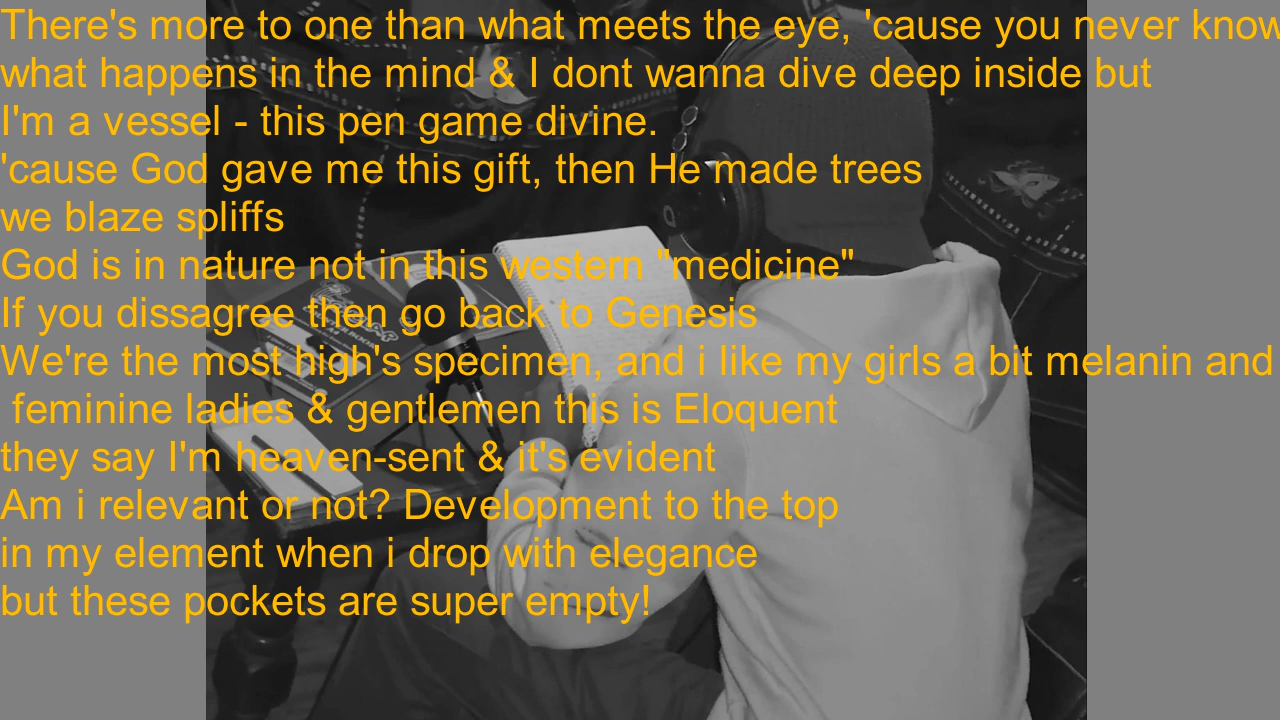 There's more to one than what meets the eye, 'cause you never know
what happens in the mind & I dont wanna dive deep inside but
I'm a vessel - this pen game divine.
'cause God gave me this gift, then He made trees
we blaze spliffs
God is in nature not in this western "medicine"
If you dissagree then go back to Genesis
We're the most high's specimen, and i like my girls a bit melanin and
feminine ladies & gentlemen this is Eloquent
they say I'm heaven-sent & it's evident
Am i relevant or not? Development to the top
in my element when i drop with elegance
but these pockets are super empty!